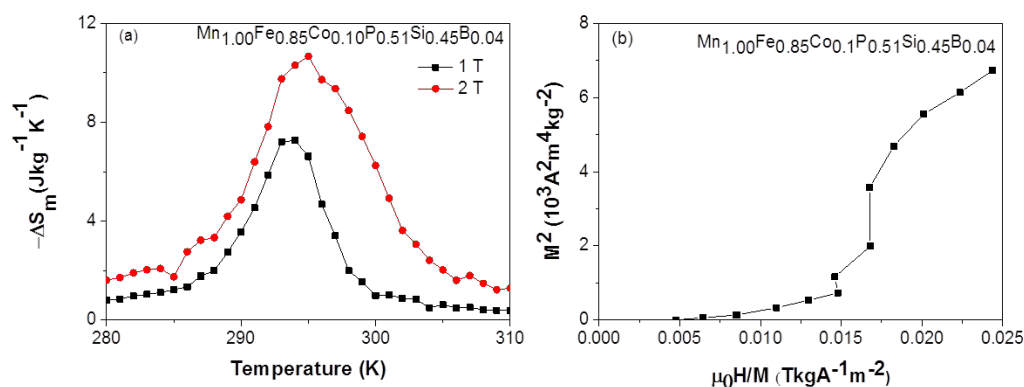 (a)
Mn1.00Fe0.85Co0.10P0.51Si0.45B0.04
1 T
2 T
12
8
4
0
−ΔSm(Jkg-1K-1)
280
290
300
310
Temperature (K)
(b)
Mn1.00Fe0.85Co0.1P0.51Si0.45B0.04
8
6
4
2
0
M2 (103A2m4kg-2)
0.000
0.005
0.010
0.015
0.020
0.025
μ0H/M (TkgA-1m-2)